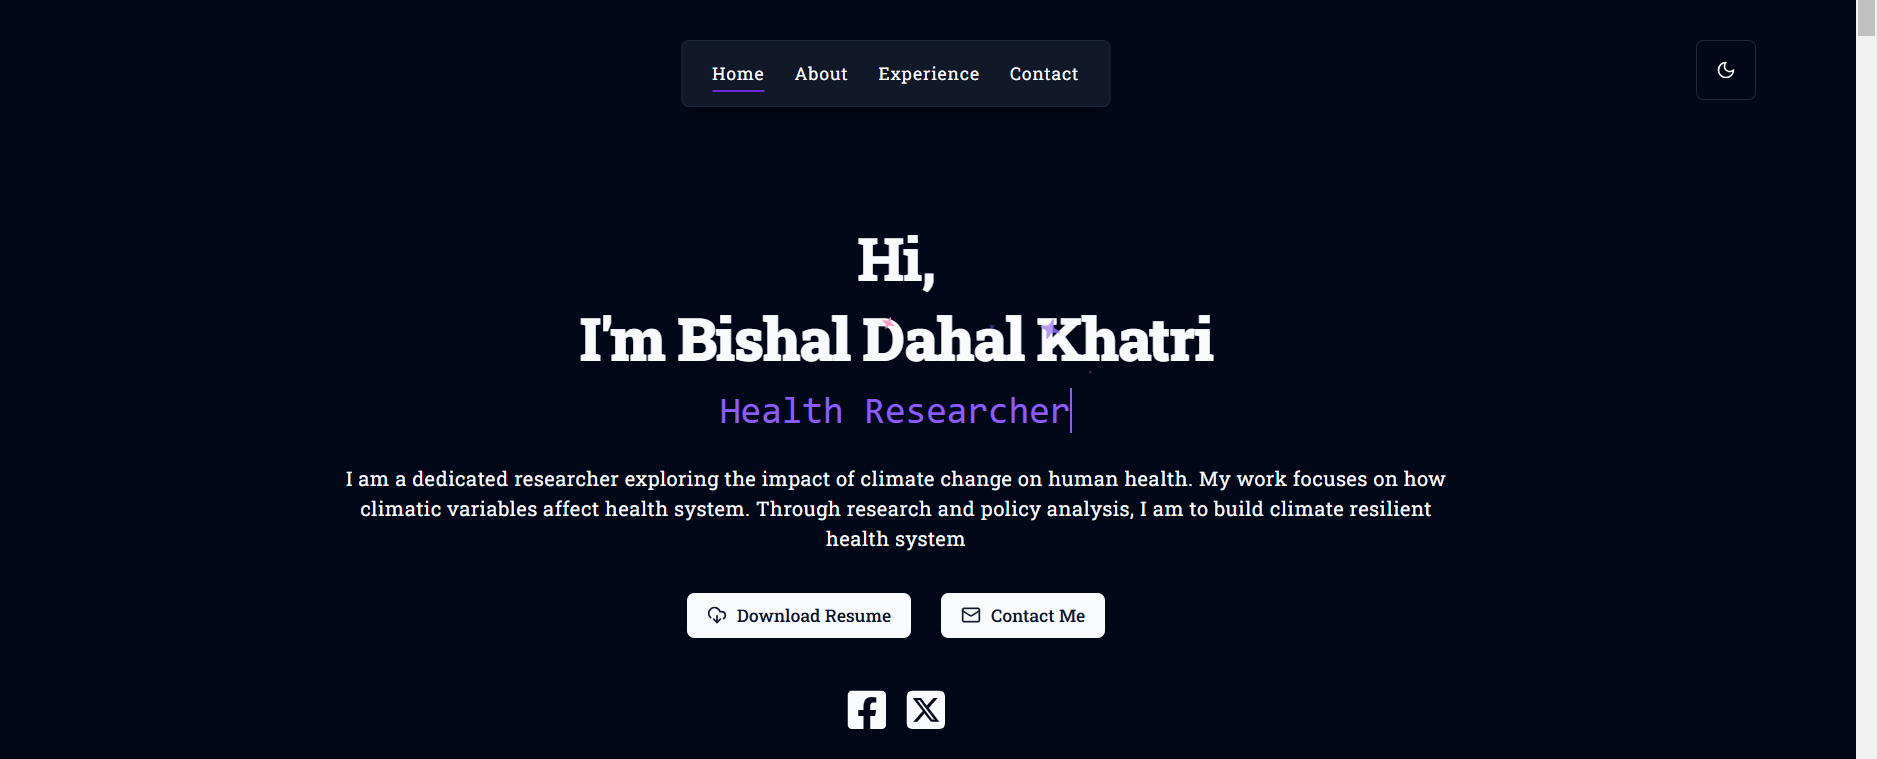 Home About Experience Contact
Hi,
I'm Bishal Dahal Khatri
Health Researcher
I am a dedicated researcher exploring the impact of climate change on human health. My work focuses on how
climatic variables affect health system. Through research and policy analysis, I am to build climate resilient
health system
Download Resume Contact Me